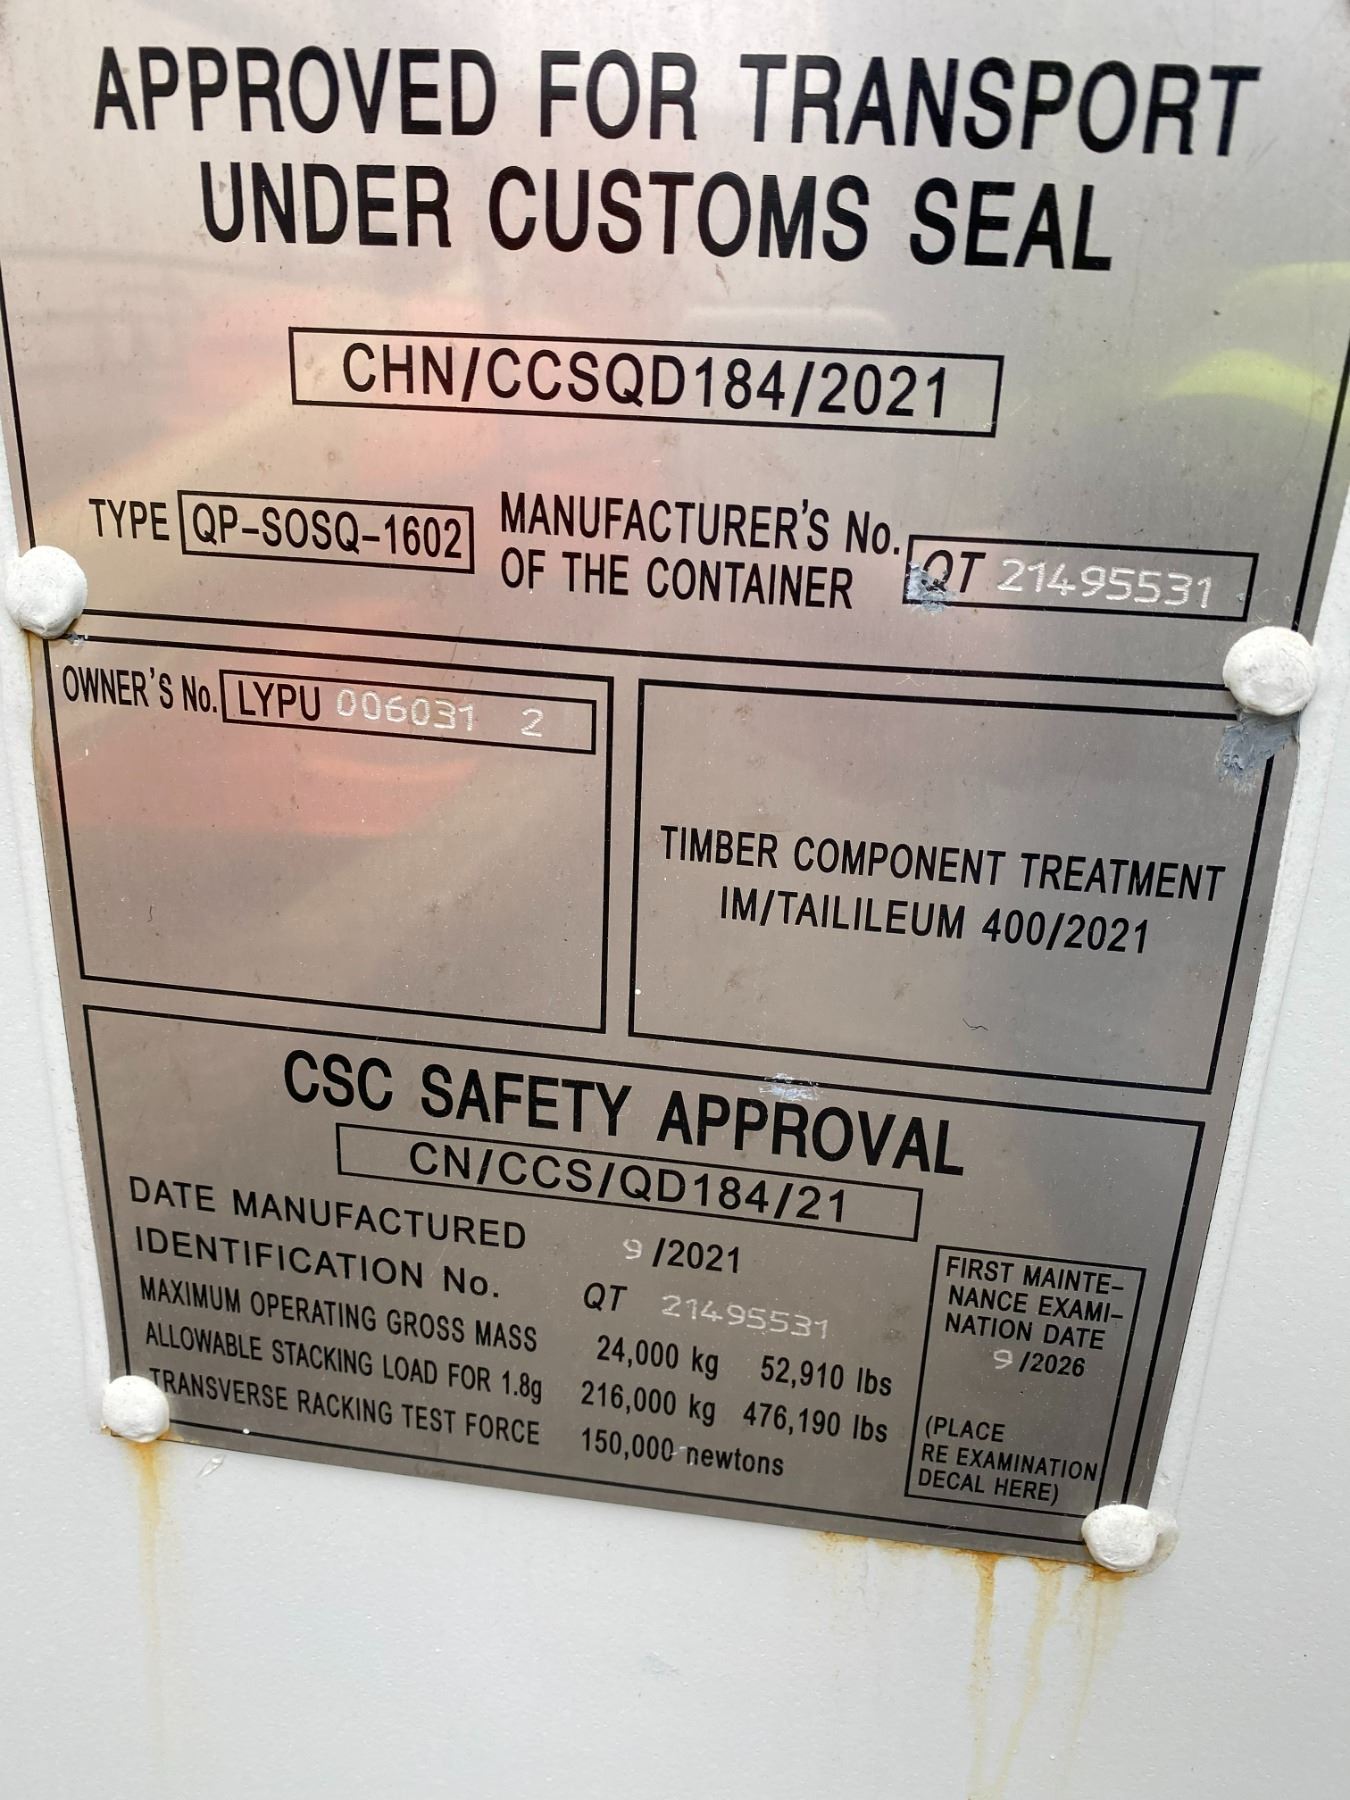 APPROVED FOR TRANSPORT
UNDER CUSTOMS SEAL
CHN/CCSQD184/2021
TYPE QP-SOSQ-1602
MANUFACTURER'S No.
OF THE CONTAINER
QT 21495531
OWNER'S No. LYPU 006031 2
TIMBER COMPONENT TREATMENT
IM/TAILILEUM 400/2021
CSC SAFETY APPROVAL
CN/CCS/QD184/21
DATE MANUFACTURED 9 /2021
IDENTIFICATION No. QT 21495531
MAXIMUM OPERATING GROSS MASS 24,000 kg 52,910 lbs
ALLOWABLE STACKING LOAD FOR 1.8g 216,000 kg 476,190 lbs
TRANSVERSE RACKING TEST FORCE 150,000 newtons
FIRST MAINTE-
NANCE EXAMI-
NATION DATE
9 /2026
(PLACE
RE EXAMINATION
DECAL HERE)